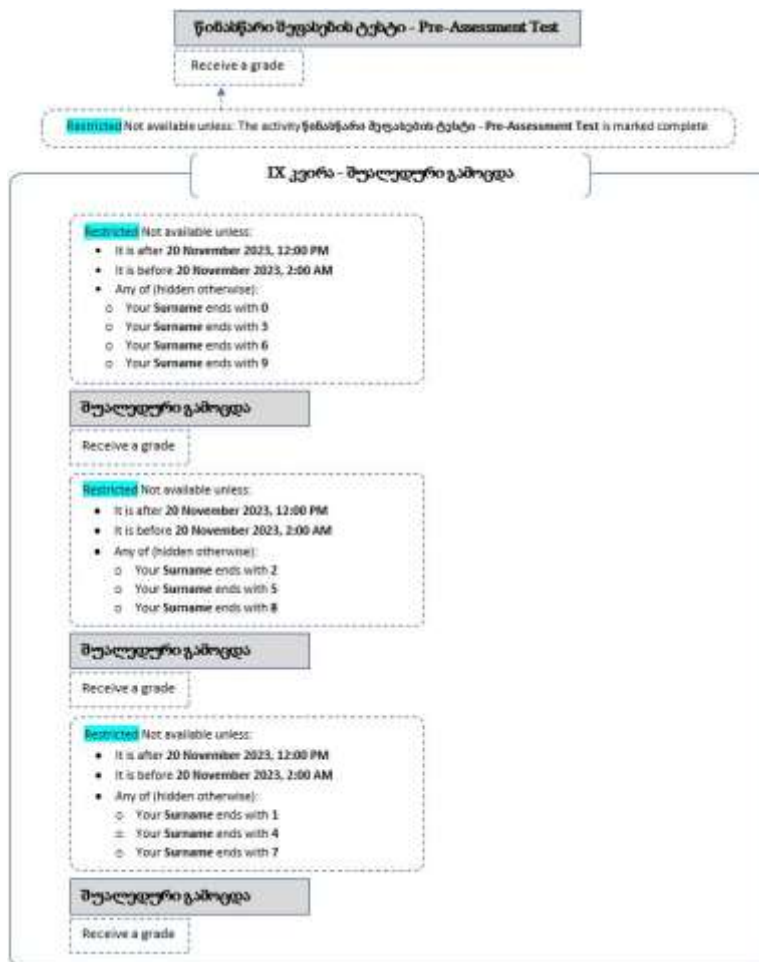 წინასწარი შეფასების ტესტი - Pre-Assessment Test
Receive a grade
Restricted Not available unless: The activity წინასწარი შეფასების ტესტი - Pre-Assessment Test is marked complete
IX კვირა - შუალედური გამოცდა
Restricted Not available unless:
• It is after 20 November 2023, 12:00 PM
• It is before 20 November 2023, 2:00 AM
• Any of (hidden otherwise):
o Your Surname ends with 0
o Your Surname ends with 3
o Your Surname ends with 6
o Your Surname ends with 9
შუალედური გამოცდა
Receive a grade
Restricted Not available unless:
• It is after 20 November 2023, 12:00 PM
• It is before 20 November 2023, 2:00 AM
• Any of (hidden otherwise):
o Your Surname ends with 2
o Your Surname ends with 5
o Your Surname ends with 8
შუალედური გამოცდა
Receive a grade
Restricted Not available unless:
• It is after 20 November 2023, 12:00 PM
• It is before 20 November 2023, 2:00 AM
• Any of (hidden otherwise):
o Your Surname ends with 1
o Your Surname ends with 4
o Your Surname ends with 7
შუალედური გამოცდა
Receive a grade